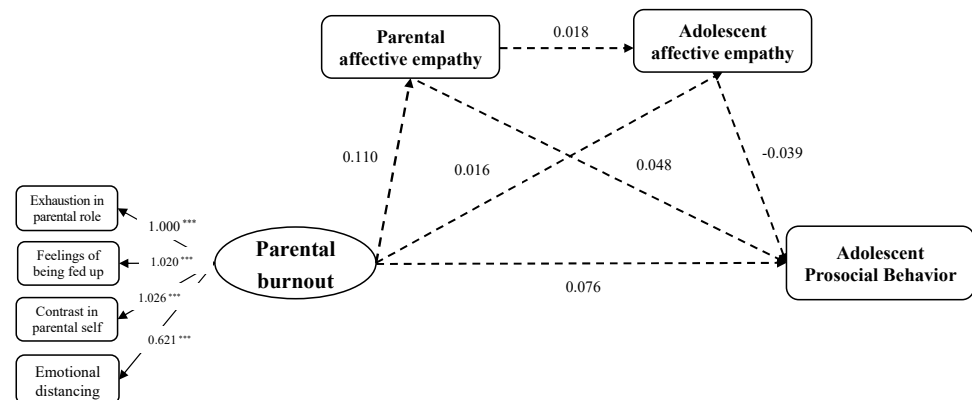 Parental
affective empathy
0.018
Adolescent
affective empathy
0.110
0.016
0.048
-0.039
Exhaustion in
parental role
1.000 ***
Feelings of
being fed up
1.020 ***
Contrast in
parental self
1.026 ***
Emotional
distancing
0.621 ***
Parental
burnout
0.076
Adolescent
Prosocial Behavior